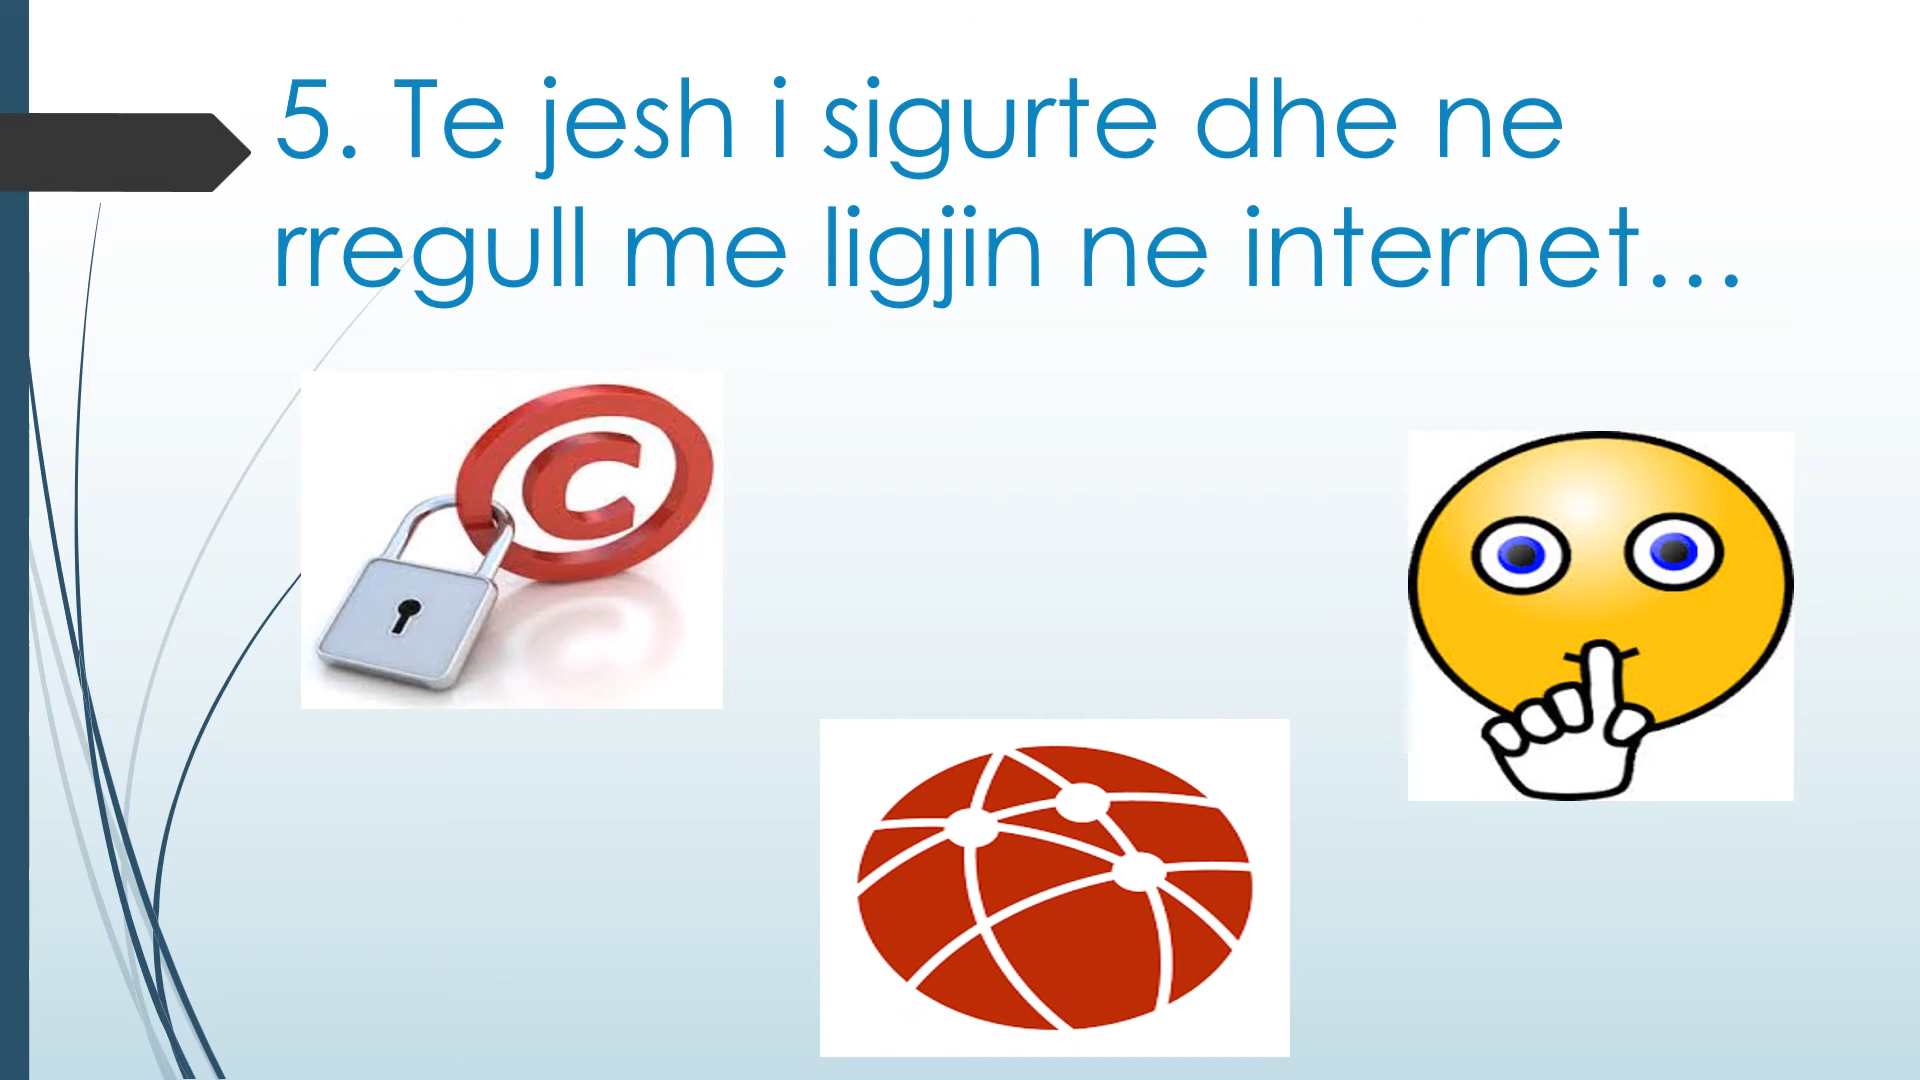 5. Te jesh i sigurte dhe ne
rregull me ligjin ne internet…